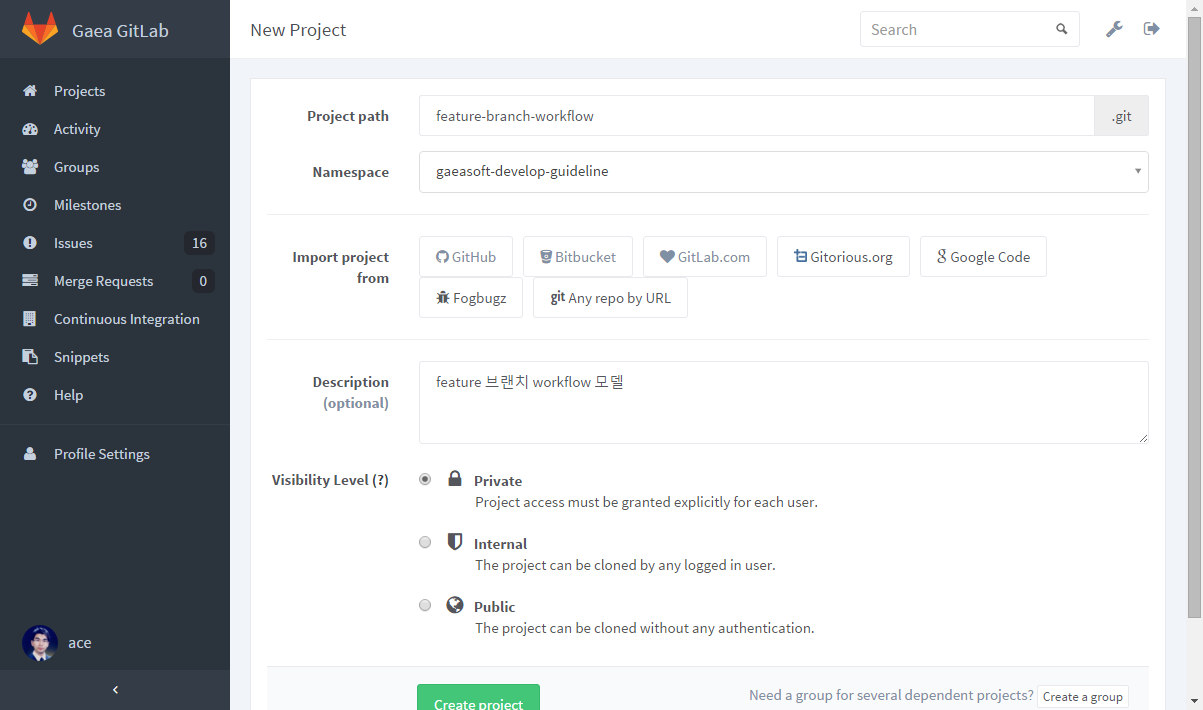 Gaea GitLab
New Project
Search
Projects
Activity
Groups
Milestones
Issues 16
Merge Requests 0
Continuous Integration
Snippets
Help
Profile Settings
ace
Project path feature-branch-workflow .git
Namespace gaeasoft-develop-guideline
Import project from
GitHub Bitbucket GitLab.com Gitorious.org Google Code
Fogbugz git Any repo by URL
Description (optional)
feature 브랜치 workflow 모델
Visibility Level (?)
Private
Project access must be granted explicitly for each user.
Internal
The project can be cloned by any logged in user.
Public
The project can be cloned without any authentication.
Create project
Need a group for several dependent projects? Create a group